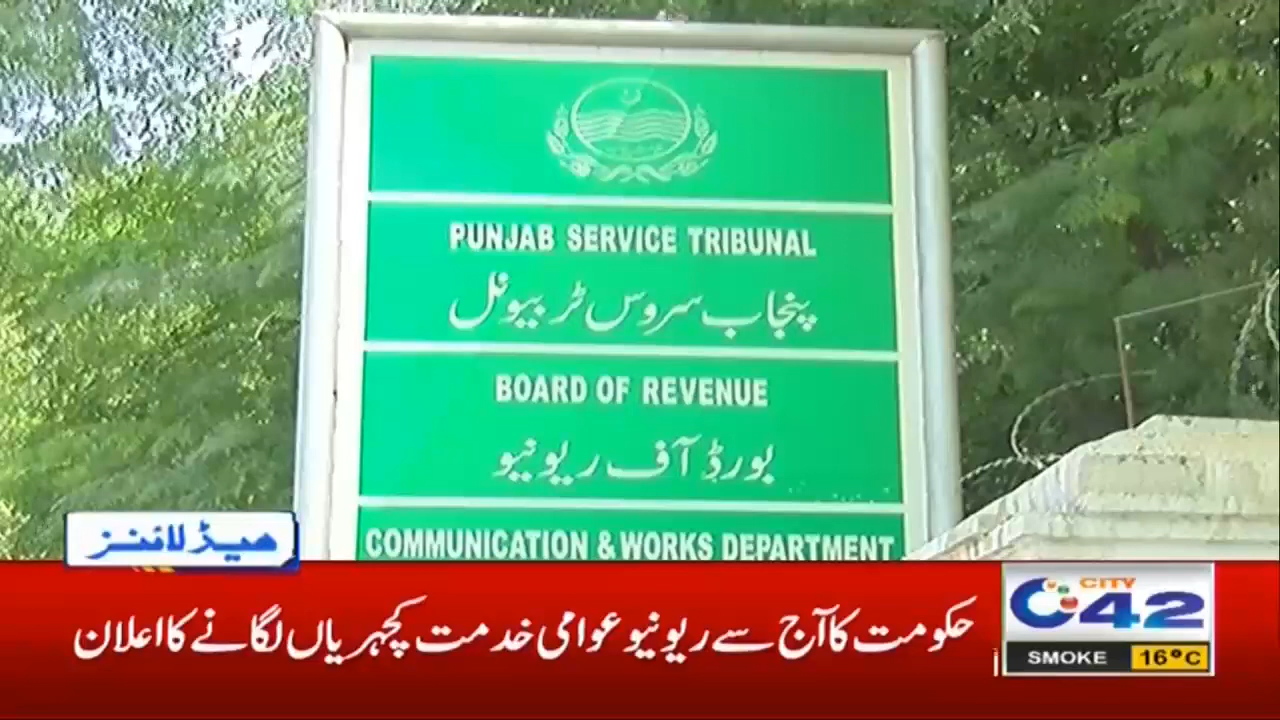 PUNJAB SERVICE TRIBUNAL
پنجاب سروس ٹربیونل
BOARD OF REVENUE
بورڈ آف ریونیو
COMMUNICATION & WORKS DEPARTMENT
ھیڈ لائنز
حکومت کا آج سے ریونیو عوامی خدمت کچہریاں لگانے کا اعلان
CITY
42
SMOKE 16°C